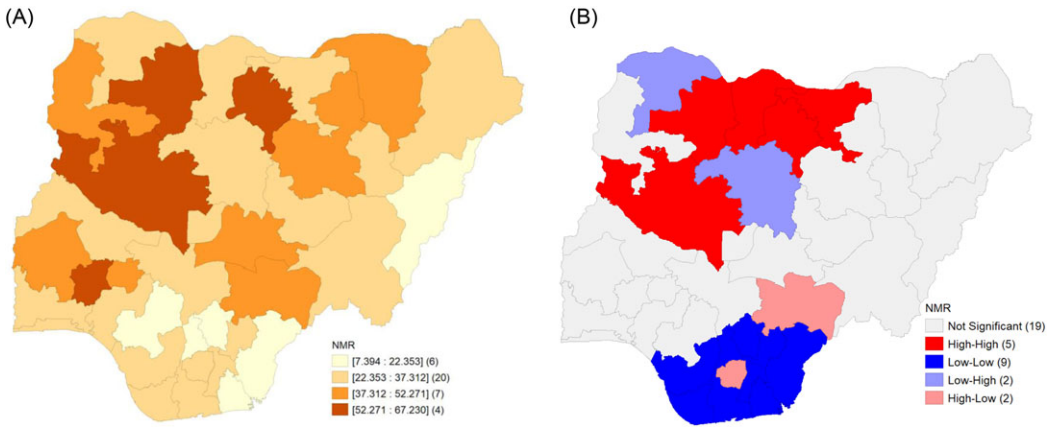 (A)
NMR
[7.394 : 22.353] (6)
[22.353 : 37.312] (20)
[37.312 : 52.271] (7)
[52.271 : 67.230] (4)
(B)
NMR
Not Significant (19)
High-High (5)
Low-Low (9)
Low-High (2)
High-Low (2)